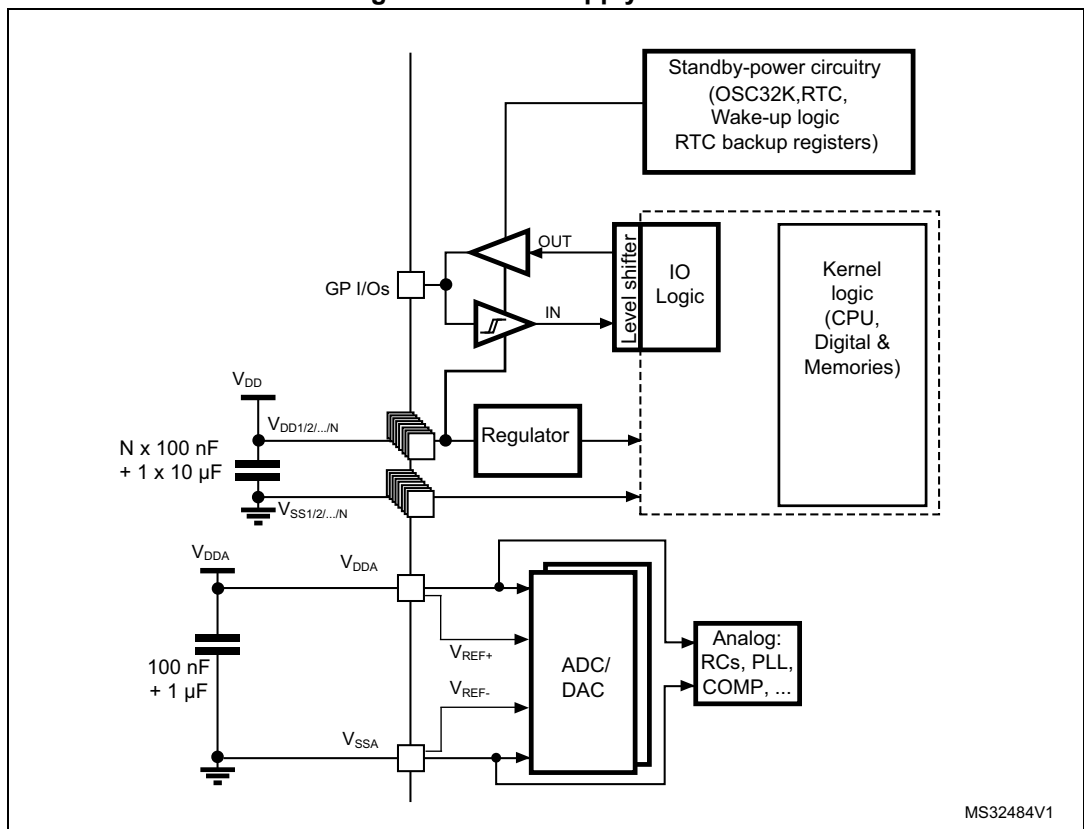 Standby-power circuitry
(OSC32K,RTC,
Wake-up logic
RTC backup registers)
OUT
Level shifter
IO
Logic
Kernel
logic
(CPU,
Digital &
Memories)
GP I/Os
IN
VDD
VDD1/2/.../N
Regulator
N x 100 nF
+ 1 x 10 µF
VSS1/2/.../N
VDDA
VDDA
VREF+
ADC/
DAC
Analog:
RCs, PLL,
COMP, ...
100 nF
+ 1 µF
VREF-
VSSA
MS32484V1